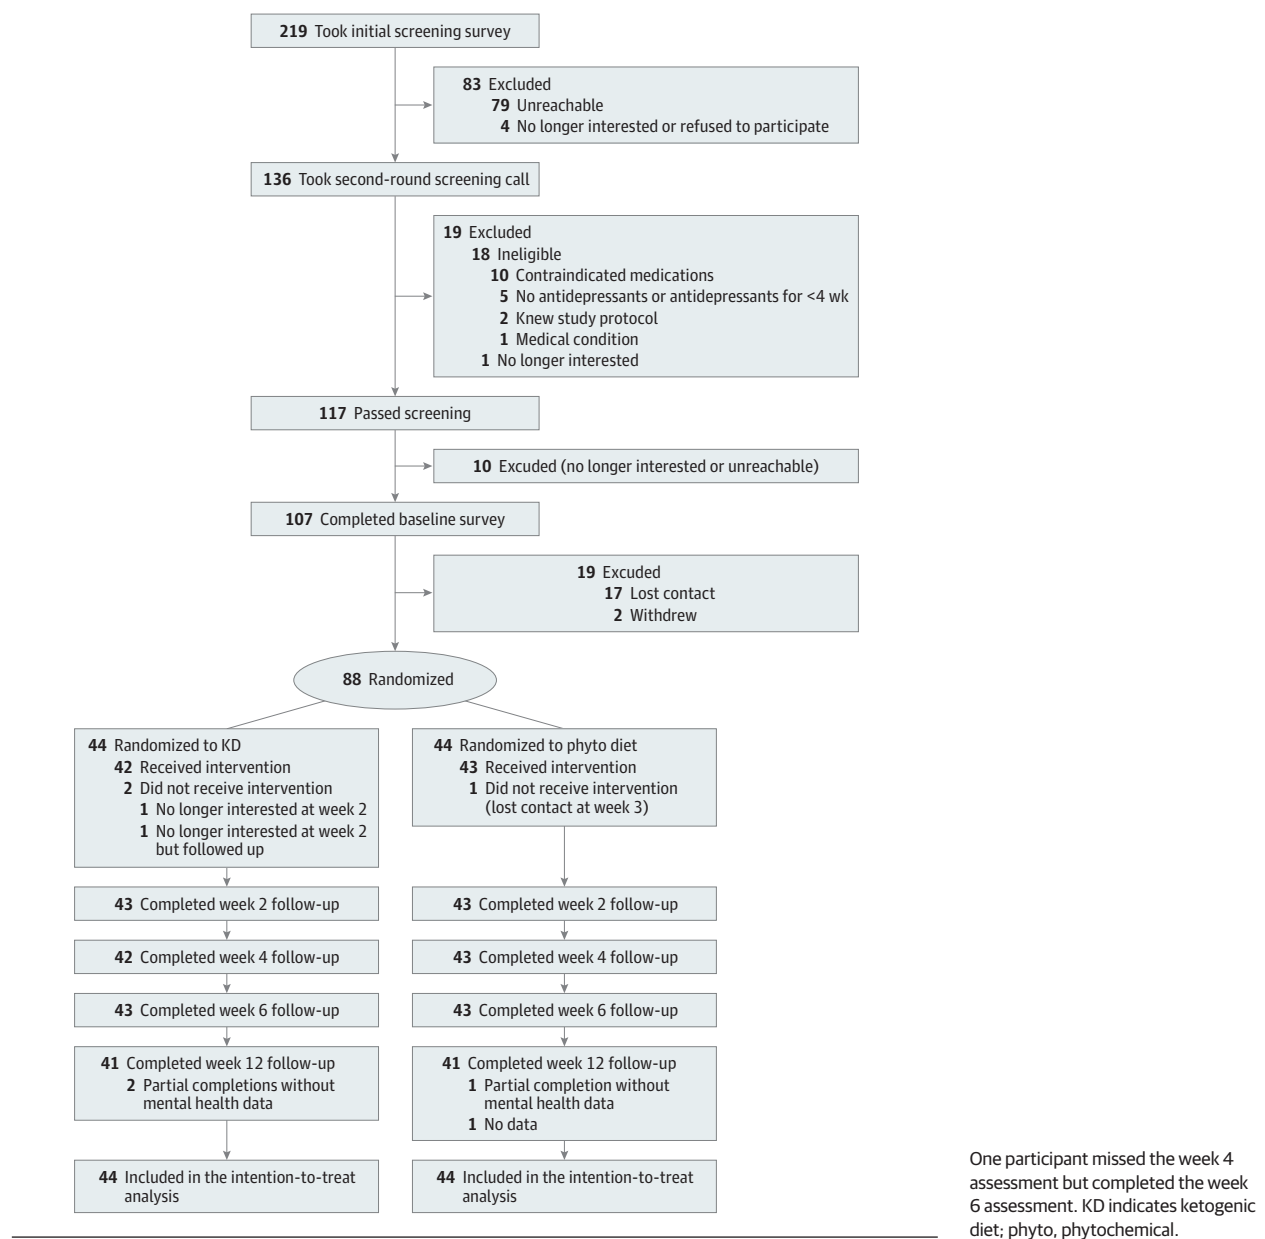 219 Took initial screening survey
83 Excluded
79 Unreachable
4 No longer interested or refused to participate
136 Took second-round screening call
19 Excluded
18 Ineligible
10 Contraindicated medications
5 No antidepressants or antidepressants for <4 wk
2 Knew study protocol
1 Medical condition
1 No longer interested
117 Passed screening
10 Excuded (no longer interested or unreachable)
107 Completed baseline survey
19 Excuded
17 Lost contact
2 Withdrew
88 Randomized
44 Randomized to KD
42 Received intervention
2 Did not receive intervention
1 No longer interested at week 2
1 No longer interested at week 2
but followed up
44 Randomized to phyto diet
43 Received intervention
1 Did not receive intervention
(lost contact at week 3)
43 Completed week 2 follow-up
43 Completed week 2 follow-up
42 Completed week 4 follow-up
43 Completed week 4 follow-up
43 Completed week 6 follow-up
43 Completed week 6 follow-up
41 Completed week 12 follow-up
2 Partial completions without
mental health data
41 Completed week 12 follow-up
1 Partial completion without
mental health data
1 No data
44 Included in the intention-to-treat
analysis
44 Included in the intention-to-treat
analysis
One participant missed the week 4
assessment but completed the week
6 assessment. KD indicates ketogenic
diet; phyto, phytochemical.